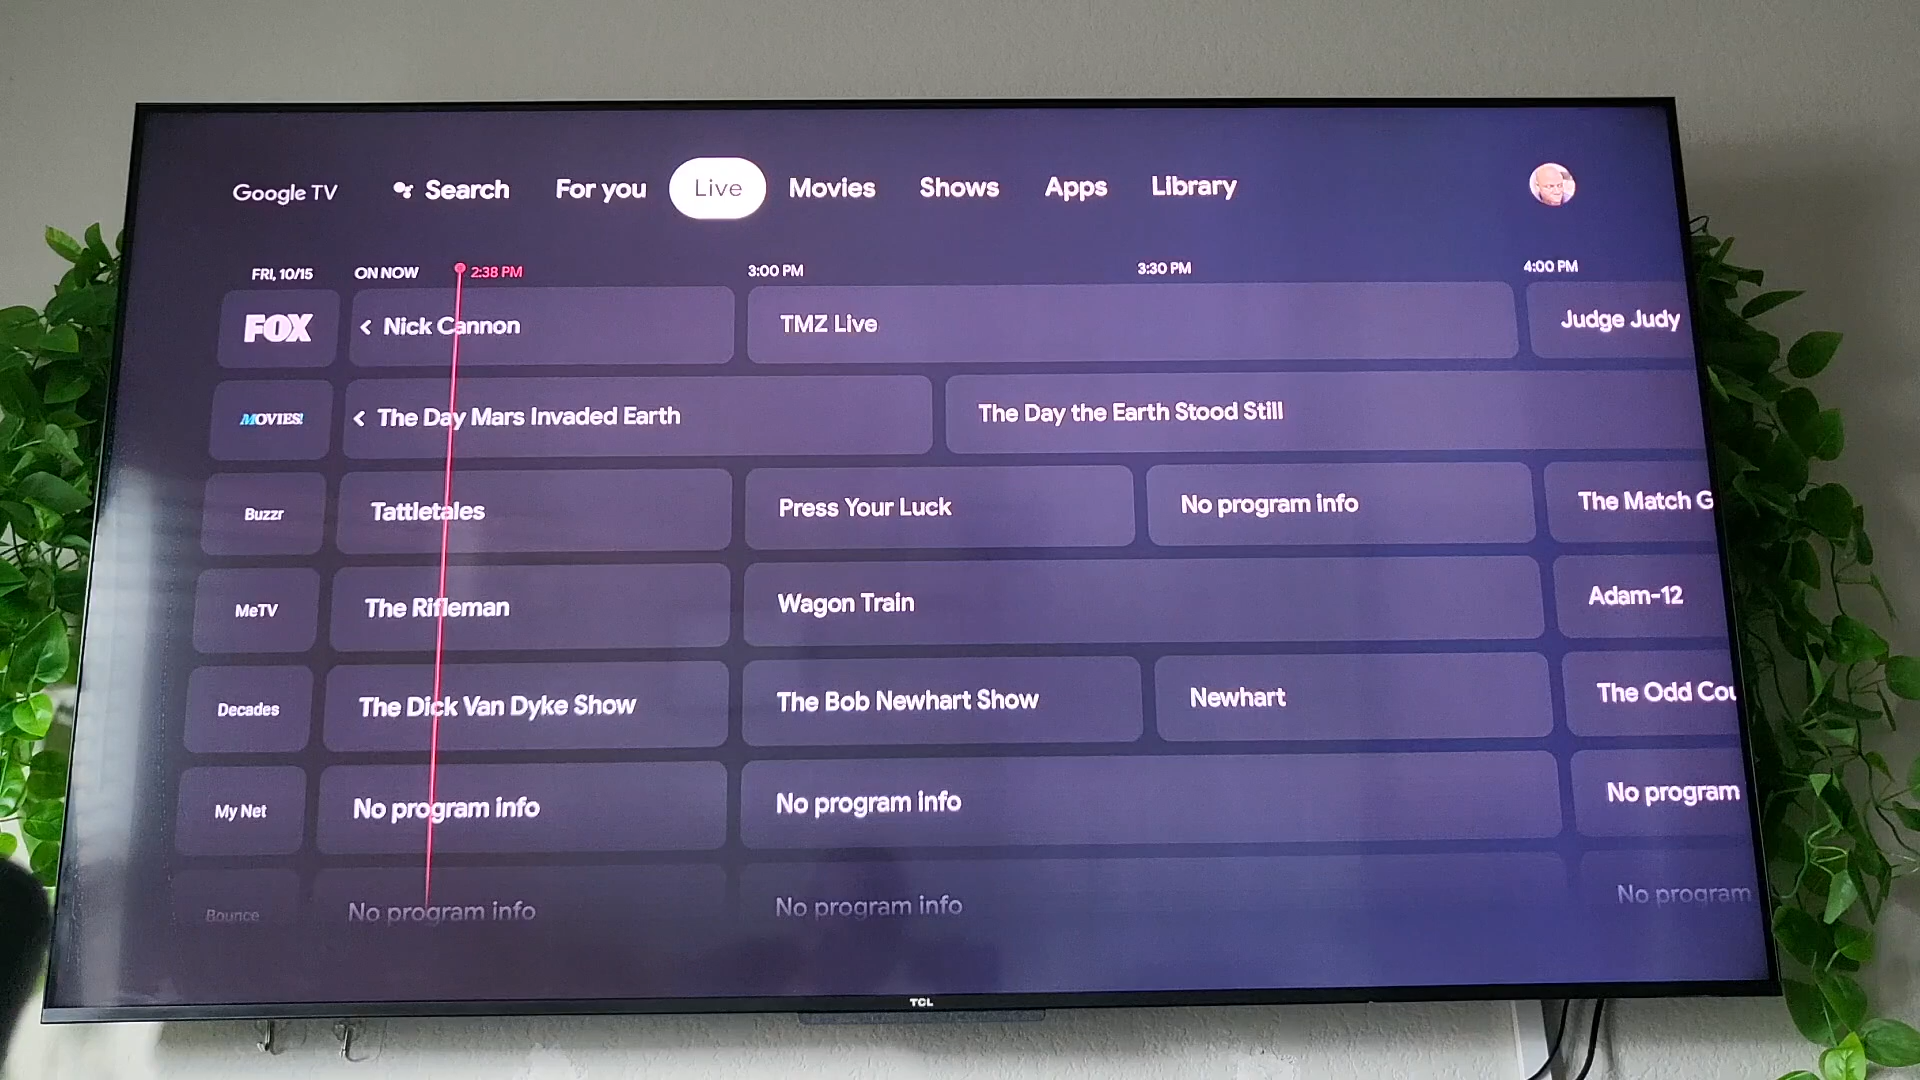 Google TV Search For you Live Movies Shows Apps Library
FRI, 10/15 ON NOW 2:38 PM 3:00 PM 3:30 PM 4:00 PM
FOX < Nick Cannon TMZ Live Judge Judy
MOVIES! < The Day Mars Invaded Earth The Day the Earth Stood Still
Buzzr Tattletales Press Your Luck No program info The Match G
MeTV The Rifleman Wagon Train Adam-12
Decades The Dick Van Dyke Show The Bob Newhart Show Newhart The Odd Cou
My Net No program info No program info No program
Bounce No program info No program info No program
TCL